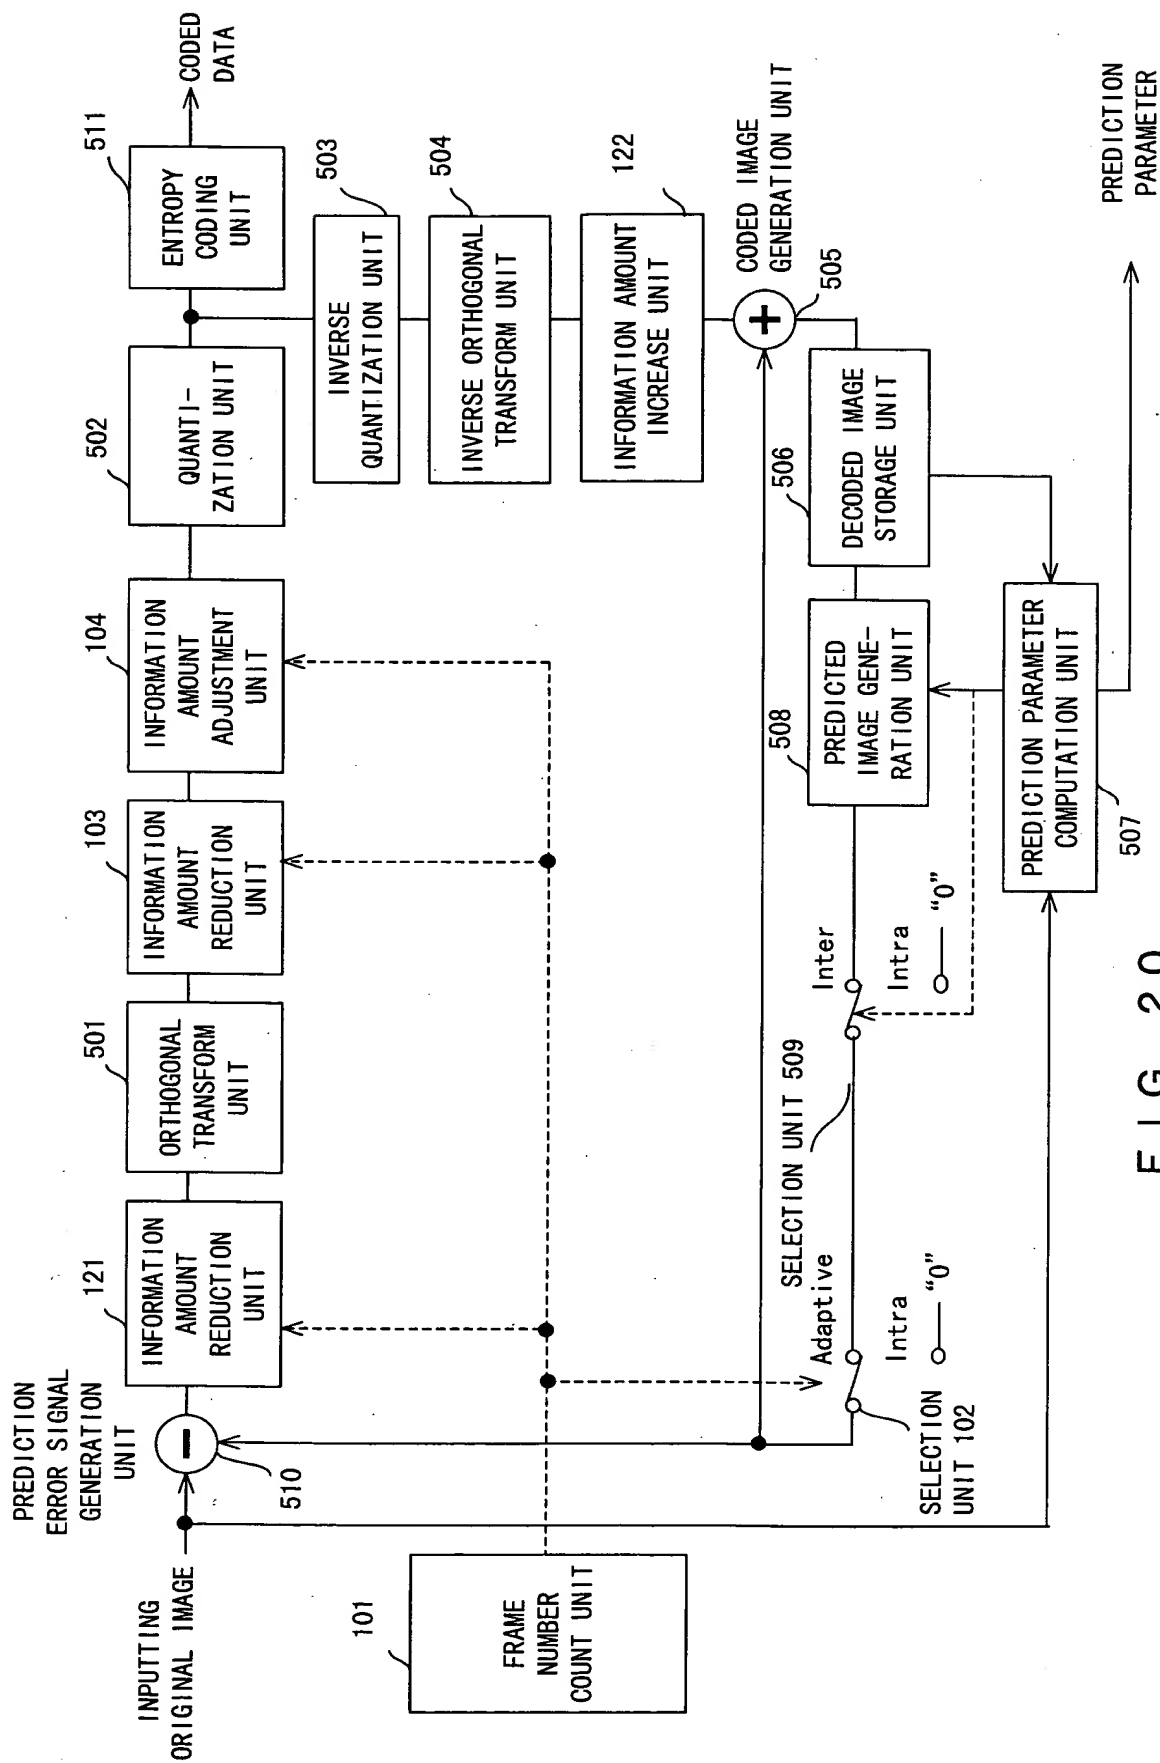 PREDICTION
ERROR SIGNAL
GENERATION
UNIT
INPUTTING
ORIGINAL IMAGE
510
121
INFORMATION
AMOUNT
REDUCTION
UNIT
501
ORTHOGONAL
TRANSFORM
UNIT
103
INFORMATION
AMOUNT
REDUCTION
UNIT
104
INFORMATION
AMOUNT
ADJUSTMENT
UNIT
502
QUANTI-
ZATION UNIT
511
ENTROPY
CODING
UNIT
CODED
DATA
503
INVERSE
QUANTIZATION UNIT
504
INVERSE ORTHOGONAL
TRANSFORM UNIT
122
INFORMATION AMOUNT
INCREASE UNIT
CODED IMAGE
GENERATION UNIT
505
101
FRAME
NUMBER
COUNT UNIT
506
DECODED IMAGE
STORAGE UNIT
508
PREDICTED
IMAGE GENE-
RATION UNIT
SELECTION UNIT 509
Inter
Intra
"0"
Adaptive
Intra
"0"
SELECTION
UNIT 102
PREDICTION PARAMETER
COMPUTATION UNIT
507
PREDICTION
PARAMETER
FIG. 20